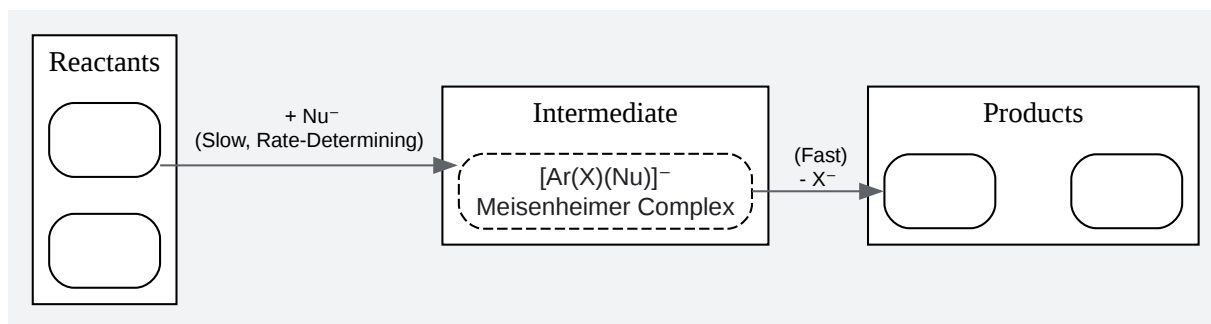 Reactants
+ Nu⁻
(Slow, Rate-Determining)
Intermediate
[Ar(X)(Nu)]⁻
Meisenheimer Complex
(Fast)
- X⁻
Products